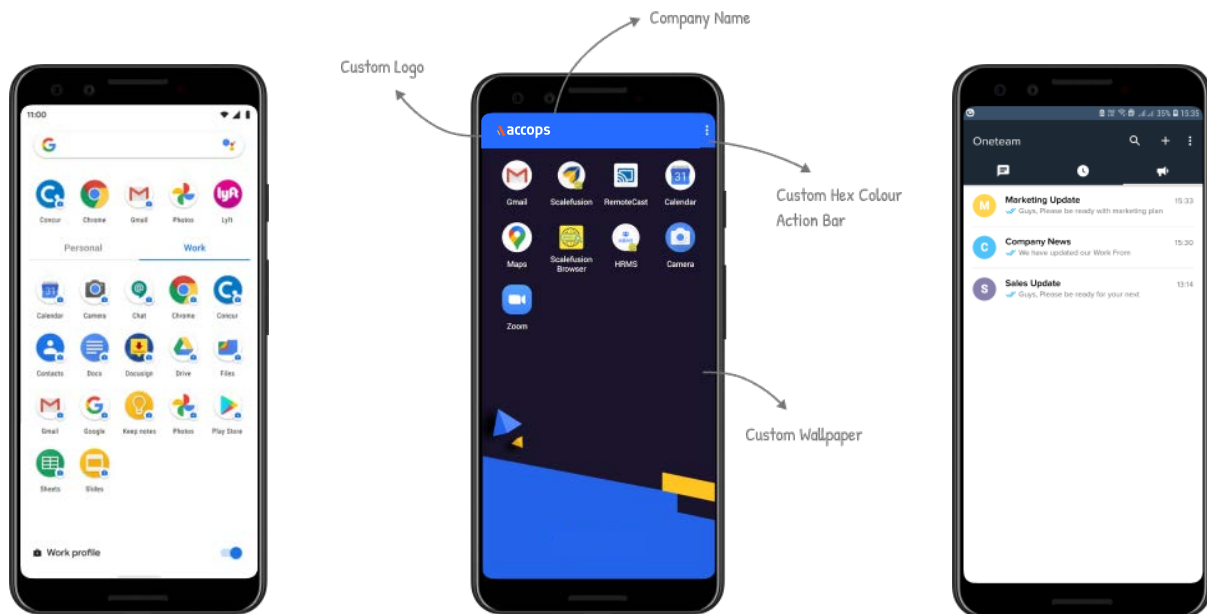 Company Name
Custom Logo
Custom Hex Colour
Action Bar
Custom Wallpaper
11:00
Concur Chrome Gmail Photos Lyft
Personal Work
Calendar Camera Chat Chrome Concur
Contacts Docs Docusign Drive Files
Gmail Google Keep notes Photos Play Store
Sheets Slides
Work profile
accops
Gmail Scalefusion RemoteCast Calendar
Maps Scalefusion Browser HRMS Camera
Zoom
35% 15:35
Oneteam
M Marketing Update 15:33
Guys, Please be ready with marketing plan
C Company News 15:30
We have updated our Work From
S Sales Update 13:14
Guys, Please be ready for your next